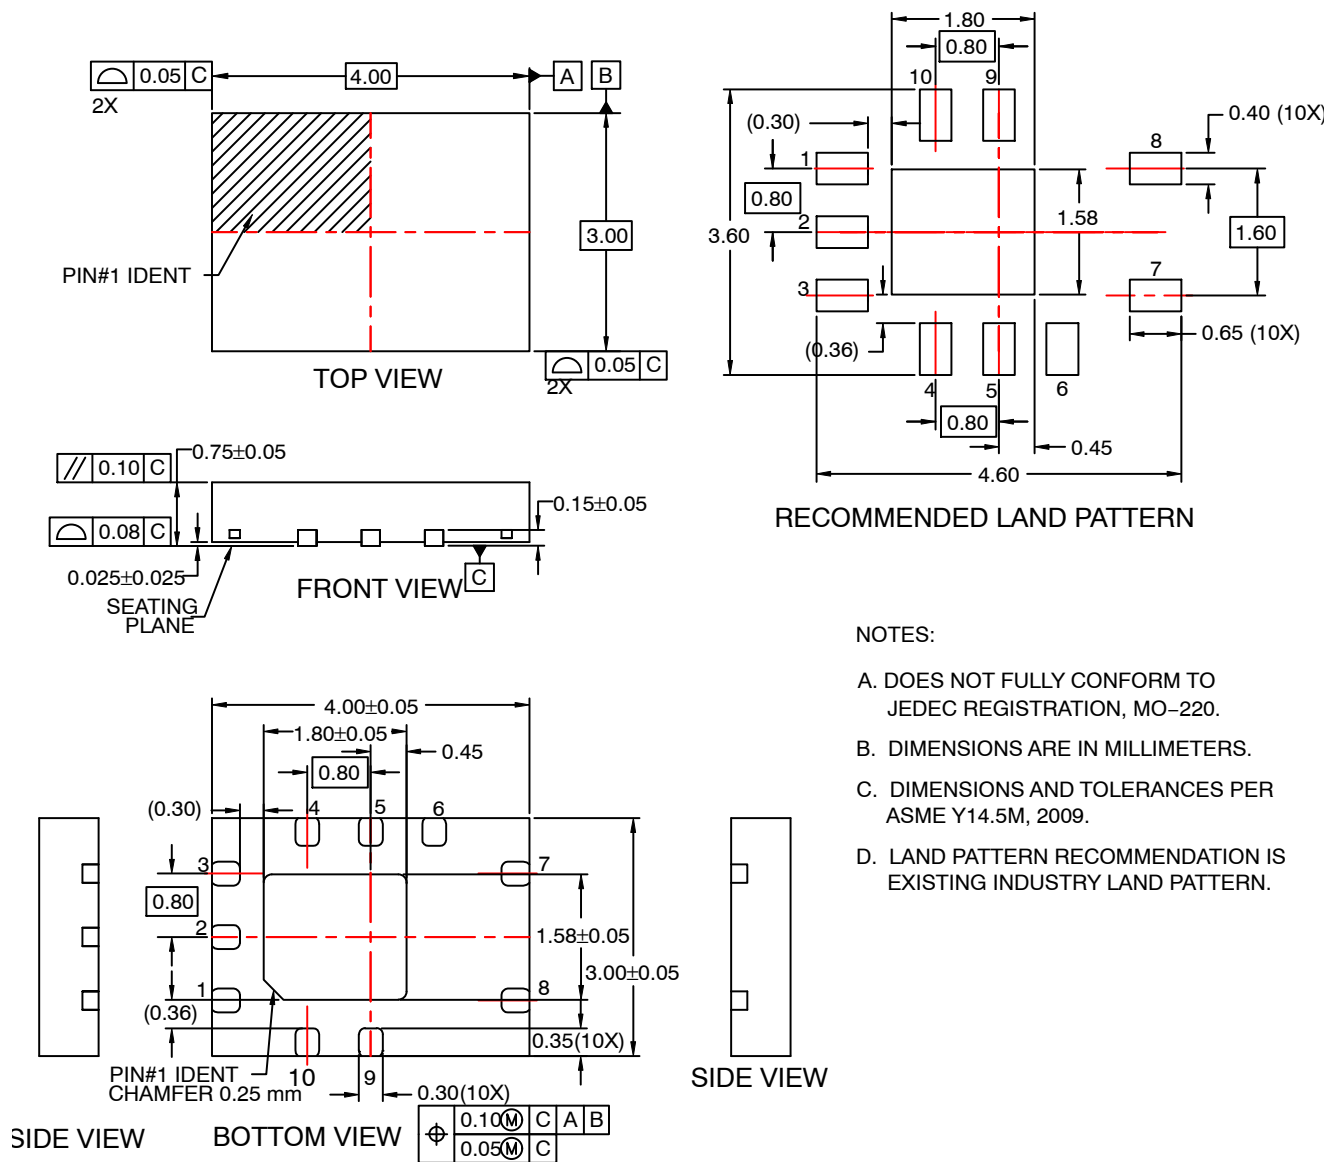 0.05 C
2X
4.00
A
B
PIN#1 IDENT
3.00
0.05 C
2X
TOP VIEW
1.80
0.80
10
9
(0.30)
0.40 (10X)
1
8
0.80
2
3.60
1.58
1.60
3
7
(0.36)
0.65 (10X)
4
5
6
0.80
0.45
4.60
RECOMMENDED LAND PATTERN
// 0.10 C
0.75±0.05
0.15±0.05
0.08 C
0.025±0.025
C
FRONT VIEW
SEATING
PLANE
NOTES:
A. DOES NOT FULLY CONFORM TO
JEDEC REGISTRATION, MO−220.
B. DIMENSIONS ARE IN MILLIMETERS.
C. DIMENSIONS AND TOLERANCES PER
ASME Y14.5M, 2009.
D. LAND PATTERN RECOMMENDATION IS
EXISTING INDUSTRY LAND PATTERN.
4.00±0.05
1.80±0.05
0.45
0.80
(0.30)
4
5
6
3
7
0.80
2
1.58±0.05
3.00±0.05
1
8
(0.36)
0.35(10X)
PIN#1 IDENT
CHAMFER 0.25 mm
10
9
0.30(10X)
0.10Ⓜ C A B
0.05Ⓜ C
SIDE VIEW
BOTTOM VIEW
SIDE VIEW